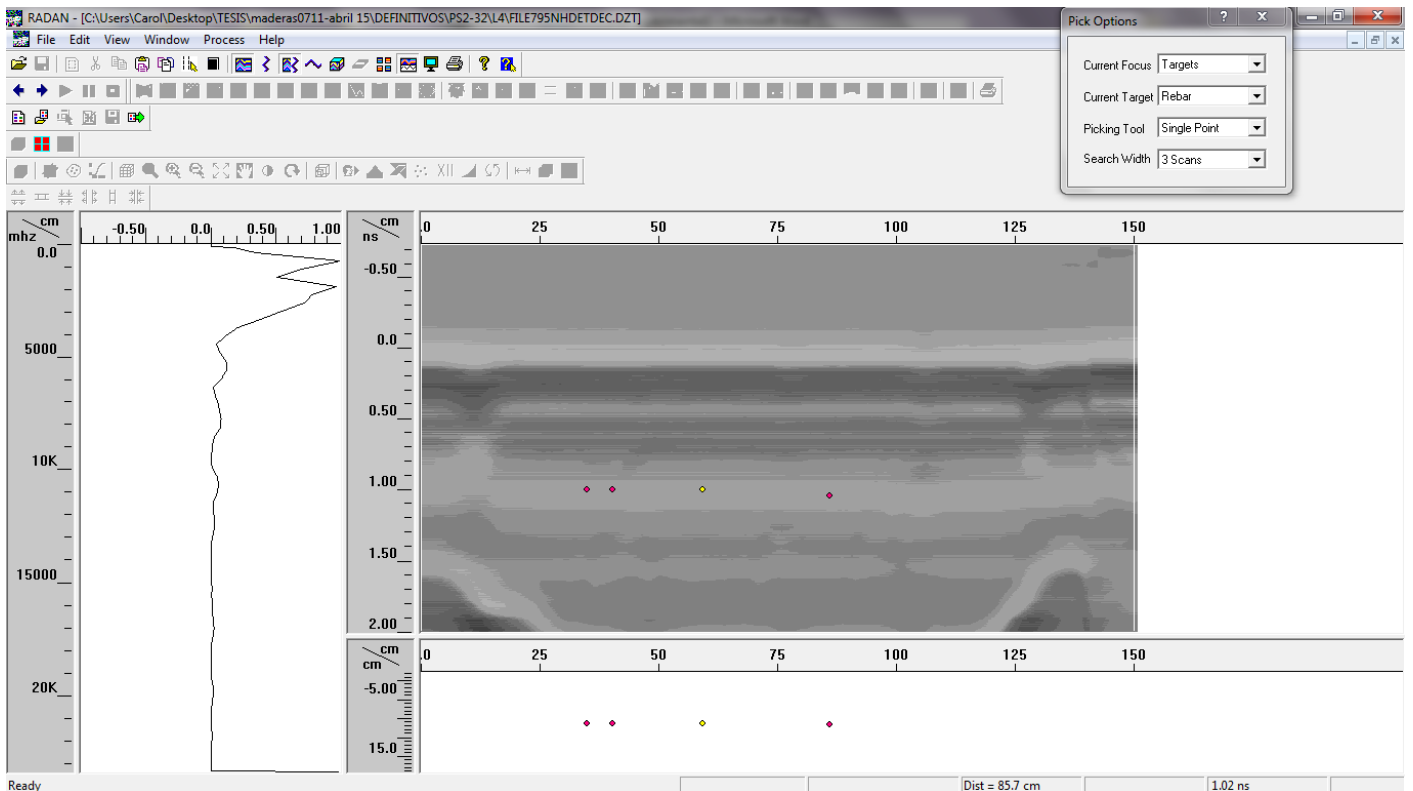 RADAN - [C:\Users\Carol\Desktop\TESIS\maderas0711-abril 15\DEFINITIVOS\PS2-32\L4\FILE795NHDETDEC.DZT]
File Edit View Window Process Help
Pick Options
Current Focus Targets
Current Target Rebar
Picking Tool Single Point
Search Width 3 Scans
XII
cm
mhz
-0.50 0.0 0.50 1.00
cm
ns
.0 25 50 75 100 125 150
0.0
5000
10K
15000
20K
-0.50
0.0
0.50
1.00
1.50
2.00
cm
cm
.0 25 50 75 100 125 150
-5.00
15.0
Ready
Dist = 85.7 cm
1.02 ns